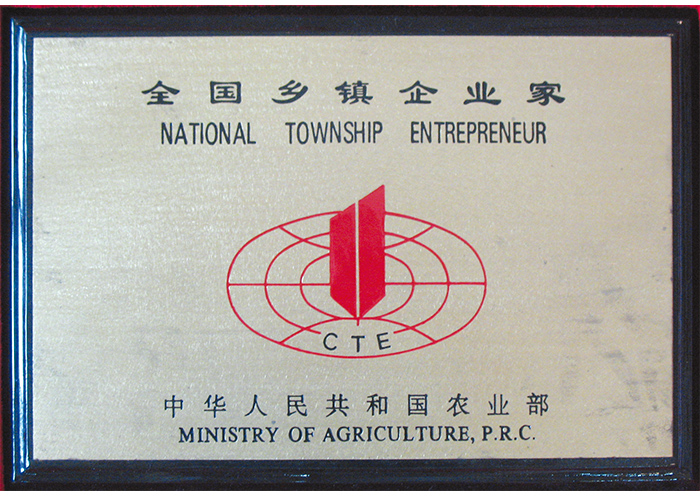 全国乡镇企业家
NATIONAL TOWNSHIP ENTREPRENEUR
CTE
中华人民共和国农业部
MINISTRY OF AGRICULTURE, P.R.C.